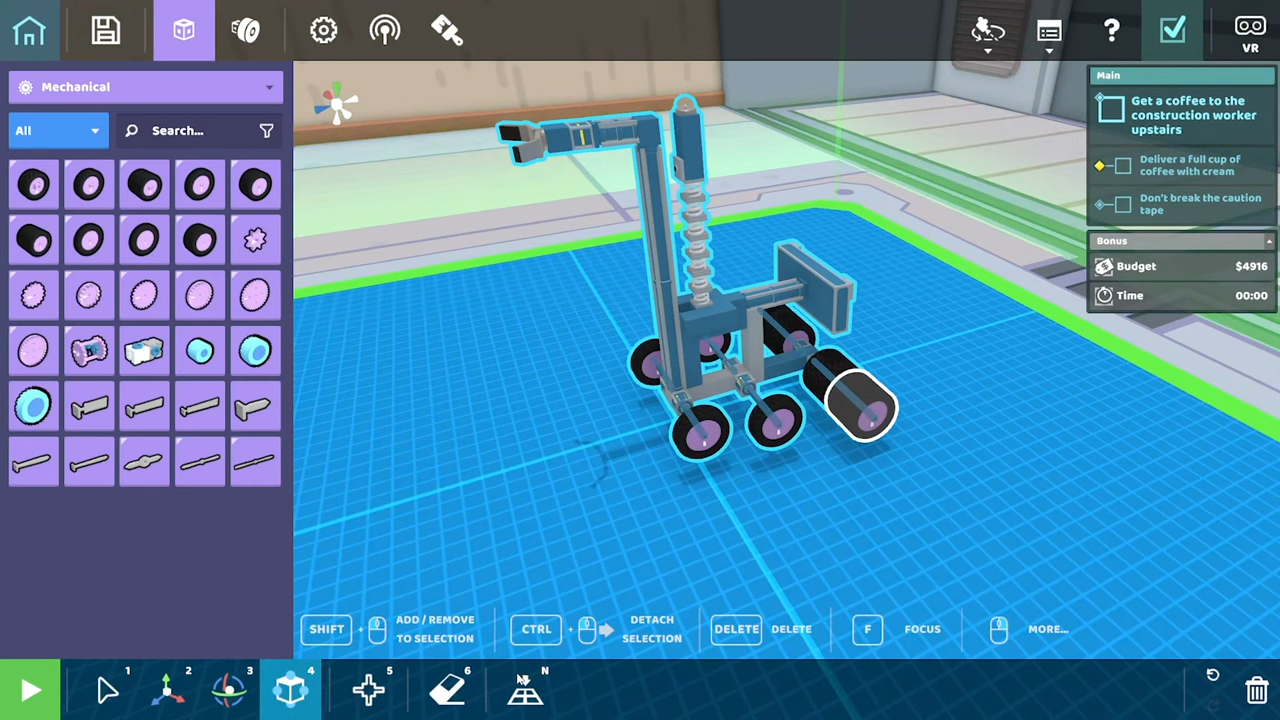 VR
Mechanical
All
Search...
Main
Get a coffee to the
construction worker
upstairs
Deliver a full cup of
coffee with cream
Don't break the caution
tape
Bonus
Budget $4916
Time 00:00
SHIFT + ADD / REMOVE
TO SELECTION
CTRL + DETACH
SELECTION
DELETE DELETE
F FOCUS
MORE...
1 2 3 4 5 6 N